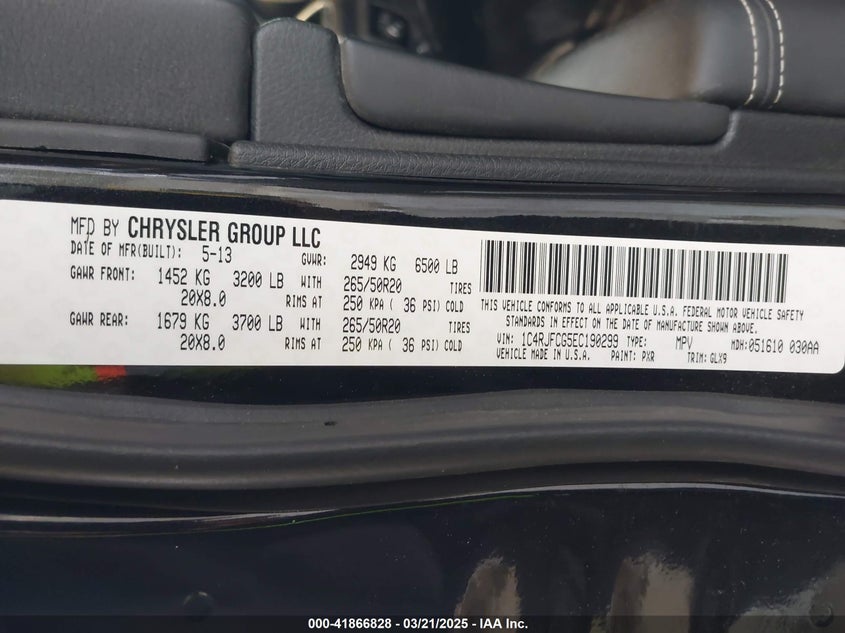 MFD BY CHRYSLER GROUP LLC
DATE OF MFR(BUILT): 5-13 GVWR: 2949 KG 6500 LB
GAWR FRONT: 1452 KG 3200 LB WITH 265/50R20 TIRES
20X8.0 RIMS AT 250 KPA ( 36 PSI) COLD
GAWR REAR: 1679 KG 3700 LB WITH 265/50R20 TIRES
20X8.0 RIMS AT 250 KPA ( 36 PSI) COLD
THIS VEHICLE CONFORMS TO ALL APPLICABLE U.S.A. FEDERAL MOTOR VEHICLE SAFETY
STANDARDS IN EFFECT ON THE DATE OF MANUFACTURE SHOWN ABOVE.
VIN: 1C4RJFCG5EC190299 TYPE: MPV MDH: 051610 030AA
VEHICLE MADE IN U.S.A. PAINT: PXR TRIM: GLX9
000-41866828 - 03/21/2025 - IAA Inc.